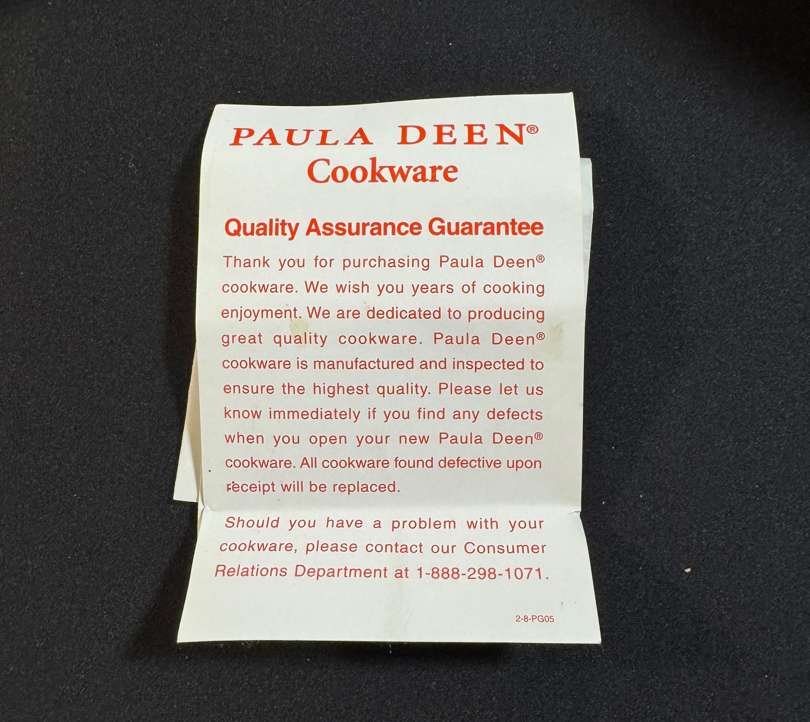 PAULA DEEN®
Cookware
Quality Assurance Guarantee
Thank you for purchasing Paula Deen®
cookware. We wish you years of cooking
enjoyment. We are dedicated to producing
great quality cookware. Paula Deen®
cookware is manufactured and inspected to
ensure the highest quality. Please let us
know immediately if you find any defects
when you open your new Paula Deen®
cookware. All cookware found defective upon
receipt will be replaced.
Should you have a problem with your
cookware, please contact our Consumer
Relations Department at 1-888-298-1071.
2-8-PG05